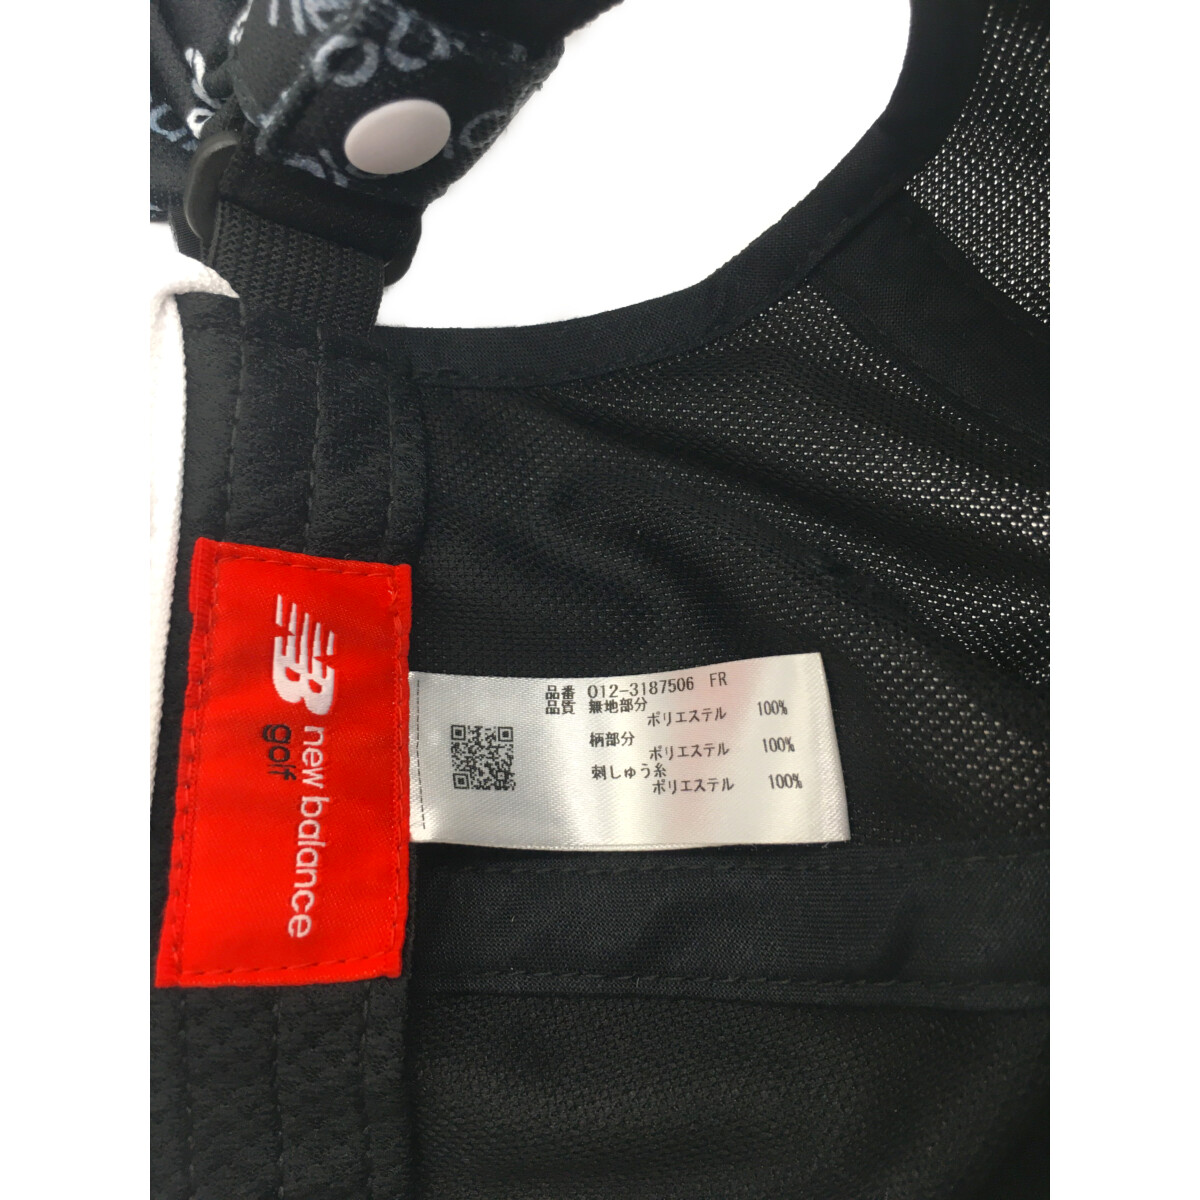 品番 012-3187506 FR
品質 無地部分
ポリエステル 100%
柄部分
ポリエステル 100%
刺しゅう糸
ポリエステル 100%
NB
new balance
golf